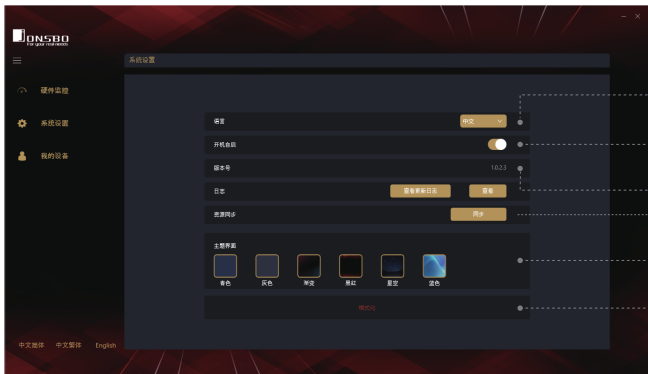 JONSBO
For your real needs
系统设置
硬件监控
系统设置
我的设备
语言
中文
开机自启
版本号
1.0.2.3
日志
查看更新日志
查看
资源同步
同步
主题界面
青色
灰色
渐变
黑红
星空
蓝色
格式化
中文简体 中文繁体 English